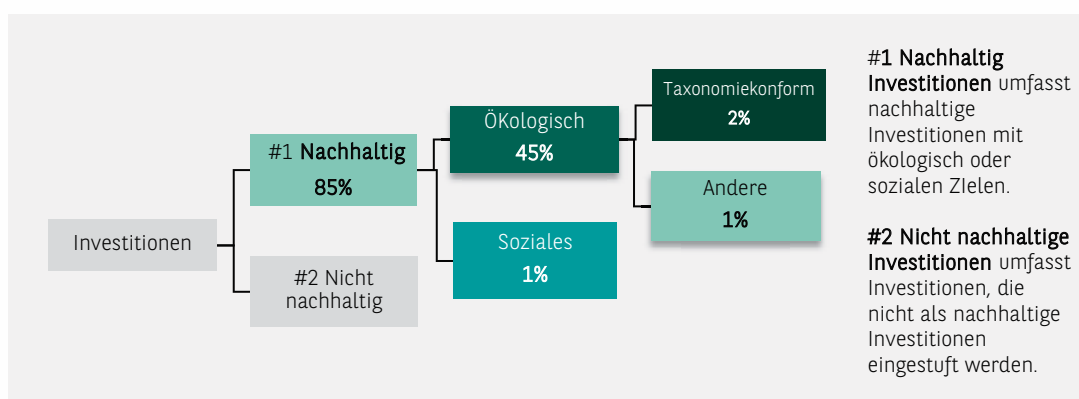 Investitionen
#1 Nachhaltig
85%
#2 Nicht
nachhaltig
ÖKologisch
45%
Soziales
1%
Taxonomiekonform
2%
Andere
1%
#1 Nachhaltig
Investitionen umfasst
nachhaltige
Investitionen mit
ökologisch oder
sozialen ZIelen.
#2 Nicht nachhaltige
Investitionen umfasst
Investitionen, die
nicht als nachhaltige
Investitionen
eingestuft werden.